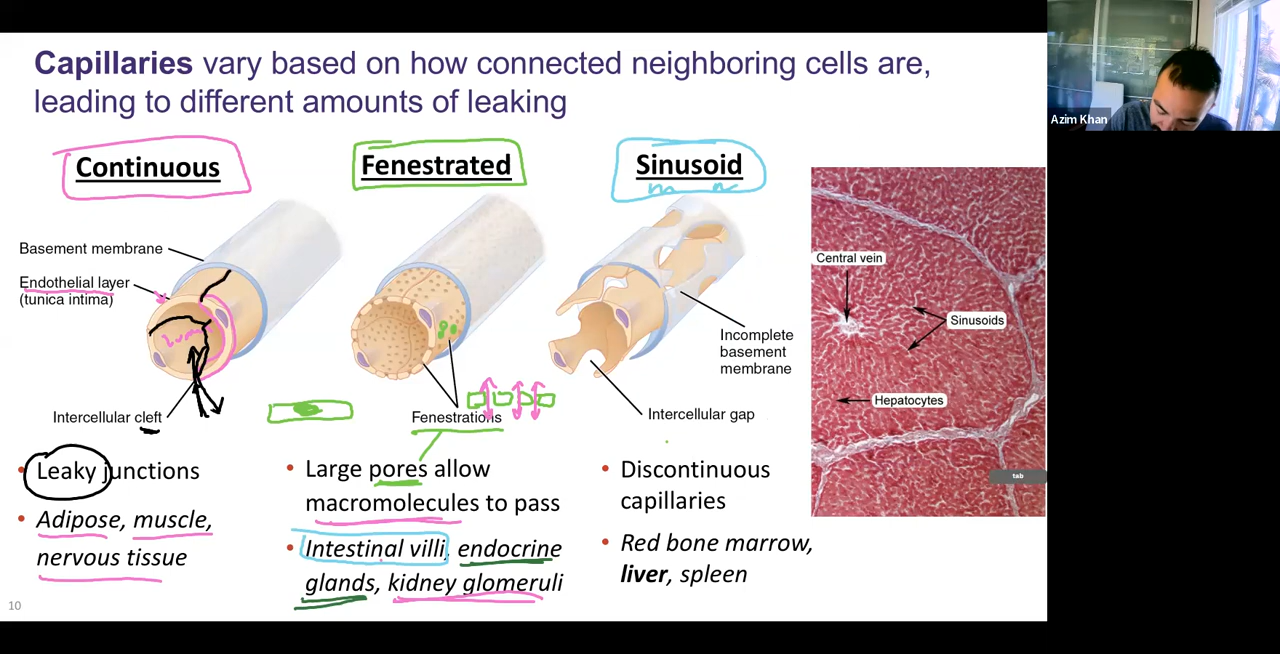 Capillaries vary based on how connected neighboring cells are,
leading to different amounts of leaking
Azim Khan
Continuous
Fenestrated
Sinusoid
Basement membrane
Endothelial layer
(tunica intima)
lumen
Intercellular cleft
Fenestrations
Incomplete
basement
membrane
Intercellular gap
Central vein
Sinusoids
Hepatocytes
tab
• Leaky junctions
• Adipose, muscle,
nervous tissue
• Large pores allow
macromolecules to pass
• Intestinal villi, endocrine
glands, kidney glomeruli
• Discontinuous
capillaries
• Red bone marrow,
liver, spleen
10